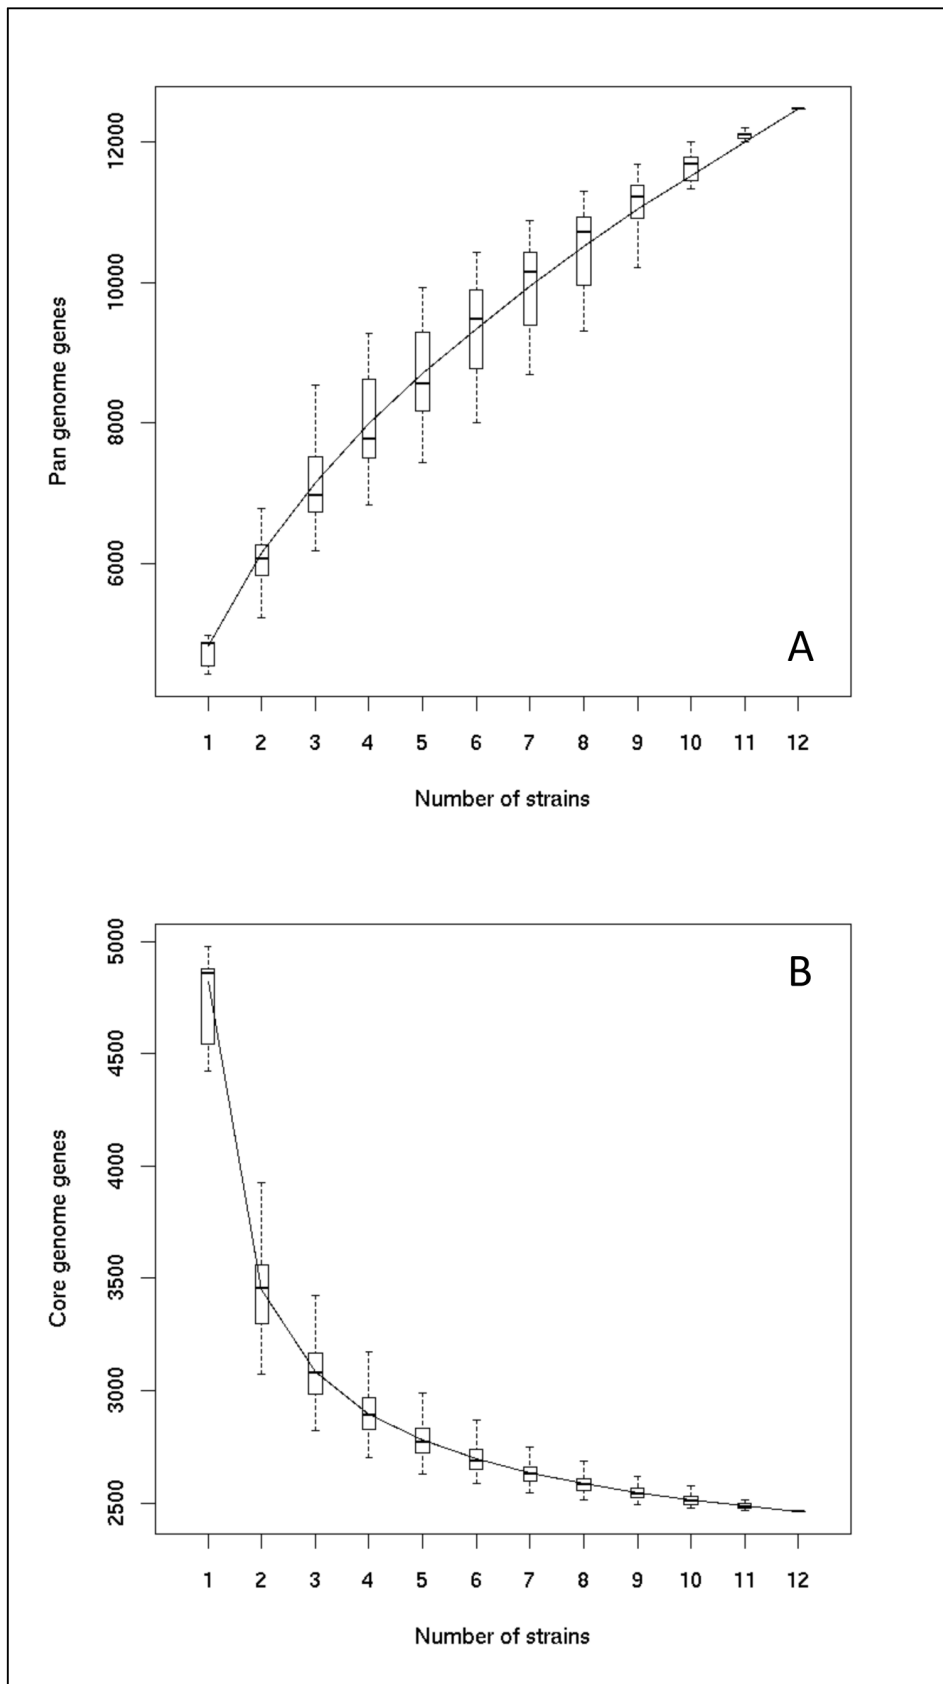 12000
10000
8000
6000
Pan genome genes
A
1 2 3 4 5 6 7 8 9 10 11 12
Number of strains
5000
4500
4000
3500
3000
2500
Core genome genes
B
1 2 3 4 5 6 7 8 9 10 11 12
Number of strains